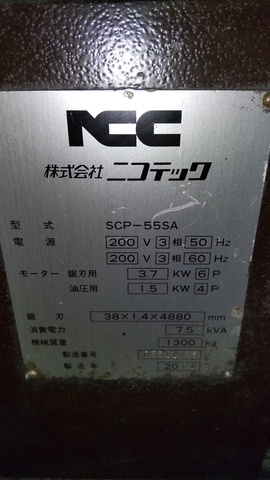 NCC
株式会社 ニコテック
型式 SCP-55SA
電源 200 V 3 相 50 Hz
200 V 3 相 60 Hz
モーター 鋸刃用 3.7 KW 6 P
油圧用 1.5 KW 4 P
鋸刃 38×1.4×4880 mm
消費電力 7.5 kVA
機械質量 1300 kg
製造番号
製造年 20